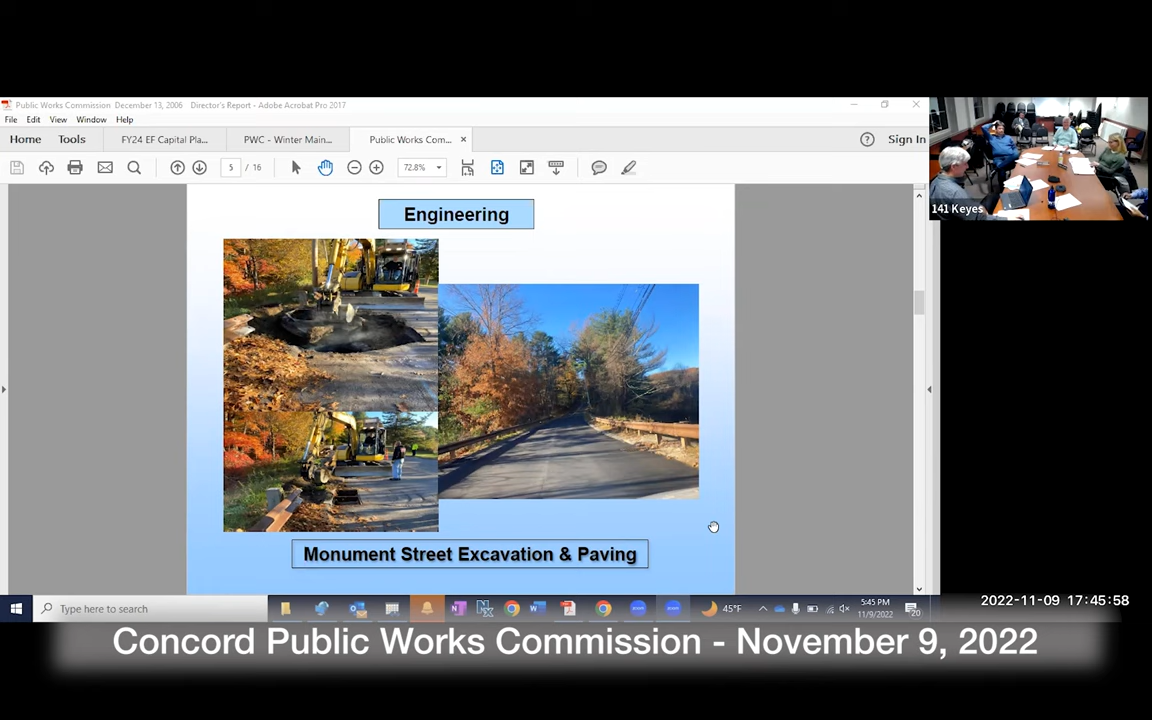 Public Works Commission December 13, 2006 Director's Report - Adobe Acrobat Pro 2017
File Edit View Window Help
Home Tools FY24 EF Capital Pla... PWC - Winter Main... Public Works Com... × ? Sign In
5 / 16 72.8%
141 Keyes
Engineering
Monument Street Excavation & Paving
Type here to search
45°F
5:45 PM
11/9/2022
20
2022-11-09 17:45:58
Concord Public Works Commission - November 9, 2022